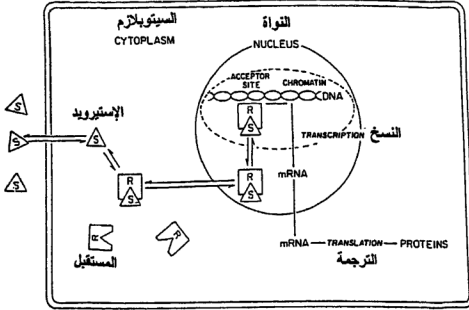 السيتوبلازم
CYTOPLASM
النواة
NUCLEUS
ACCEPTOR SITE
CHROMATIN
DNA
S
الإستيرويد
S
S
S
R
S
R
S
R
S
TRANSCRIPTION
النسخ
mRNA
R
R
المستقبل
mRNA — TRANSLATION — PROTEINS
الترجمة